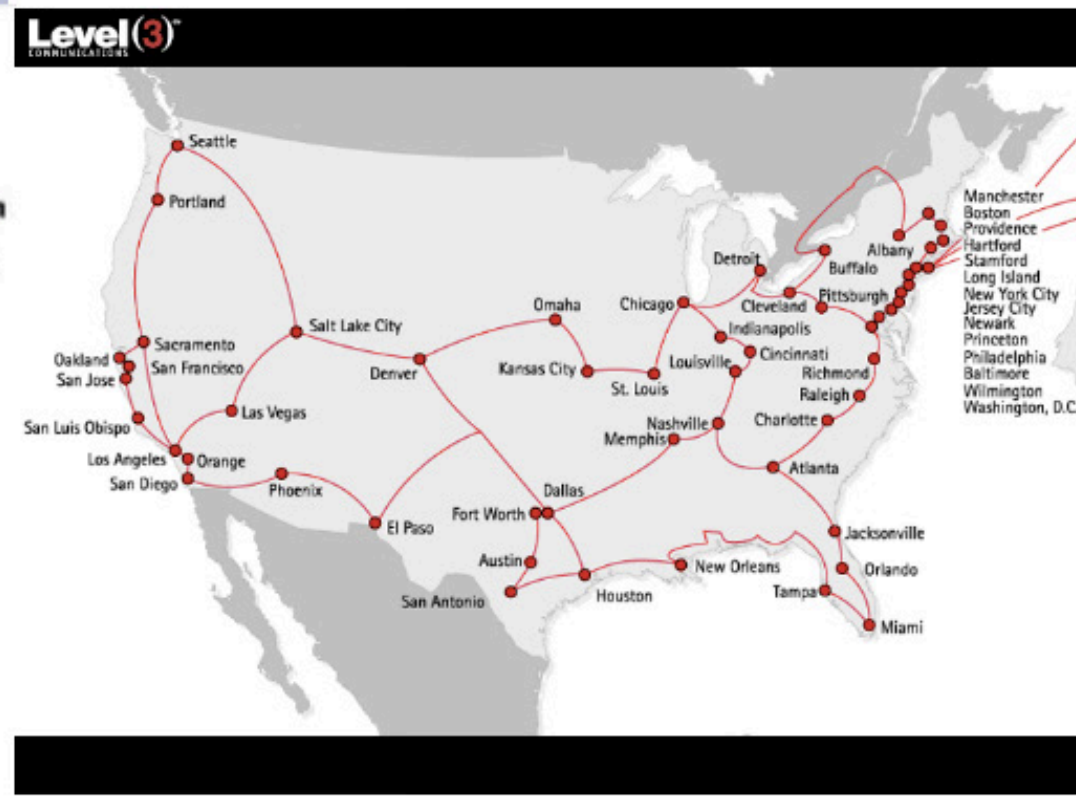 Level(3)™
COMMUNICATIONS
Seattle
Portland
Manchester
Boston
Providence
Hartford
Stamford
Long Island
New York City
Jersey City
Newark
Princeton
Philadelphia
Baltimore
Wilmington
Washington, D.C
Albany
Detroit
Buffalo
Omaha
Chicago
Cleveland
Pittsburgh
Salt Lake City
Indianapolis
Sacramento
Oakland
San Francisco
San Jose
Denver
Kansas City
St. Louis
Louisville
Cincinnati
Richmond
Raleigh
Las Vegas
San Luis Obispo
Nashville
Memphis
Charlotte
Los Angeles
Orange
San Diego
Phoenix
Atlanta
Dallas
Fort Worth
El Paso
Jacksonville
Austin
New Orleans
Orlando
San Antonio
Houston
Tampa
Miami